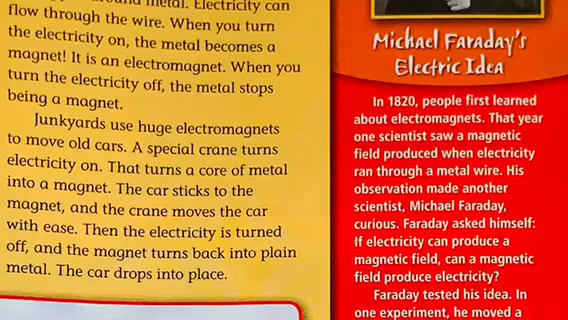 metal. Electricity can
flow through the wire. When you turn
the electricity on, the metal becomes a
magnet! It is an electromagnet. When you
turn the electricity off, the metal stops
being a magnet.
Junkyards use huge electromagnets
to move old cars. A special crane turns
electricity on. That turns a core of metal
into a magnet. The car sticks to the
magnet, and the crane moves the car
with ease. Then the electricity is turned
off, and the magnet turns back into plain
metal. The car drops into place.
Michael Faraday's
Electric Idea
In 1820, people first learned
about electromagnets. That year
one scientist saw a magnetic
field produced when electricity
ran through a metal wire. His
observation made another
scientist, Michael Faraday,
curious. Faraday asked himself:
If electricity can produce a
magnetic field, can a magnetic
field produce electricity?
Faraday tested his idea. In
one experiment, he moved a